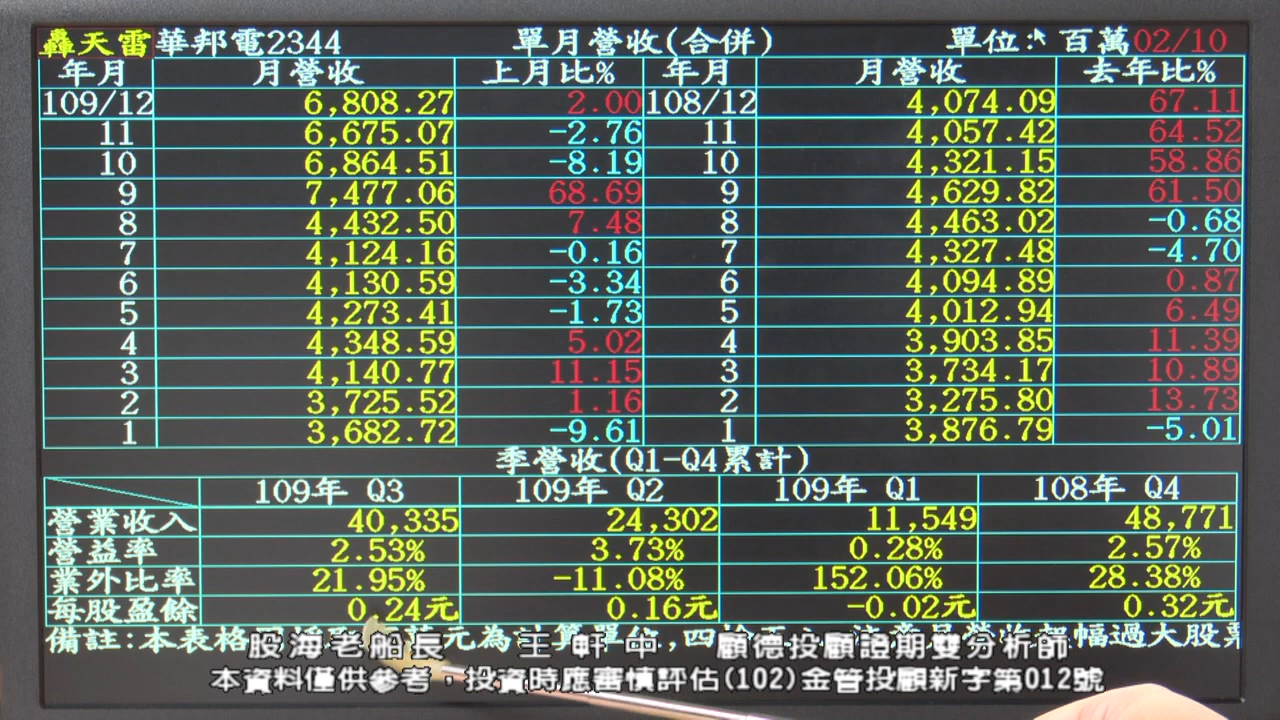 轟天雷華邦電2344 單月營收(合併) 單位: 百萬02/10
年月 月營收 上月比% 年月 月營收 去年比%
109/12 6,808.27 2.00 108/12 4,074.09 67.11
11 6,675.07 -2.76 11 4,057.42 64.52
10 6,864.51 -8.19 10 4,321.15 58.86
9 7,477.06 68.69 9 4,629.82 61.50
8 4,432.50 7.48 8 4,463.02 -0.68
7 4,124.16 -0.16 7 4,327.48 -4.70
6 4,130.59 -3.34 6 4,094.89 0.87
5 4,273.41 -1.73 5 4,012.94 6.49
4 4,348.59 5.02 4 3,903.85 11.39
3 4,140.77 11.15 3 3,734.17 10.89
2 3,725.52 1.16 2 3,275.80 13.73
1 3,682.72 -9.61 1 3,876.79 -5.01
季營收(Q1-Q4累計)
109年 Q3 109年 Q2 109年 Q1 108年 Q4
營業收入 40,335 24,302 11,549 48,771
營益率 2.53% 3.73% 0.28% 2.57%
業外比率 21.95% -11.08% 152.06% 28.38%
每股盈餘 0.24元 0.16元 -0.02元 0.32元
備註:本表格
股海老船長 王軒中 顧德投顧證期雙分析師
本資料僅供參考，投資時應審慎評估(102)金管投顧新字第012號